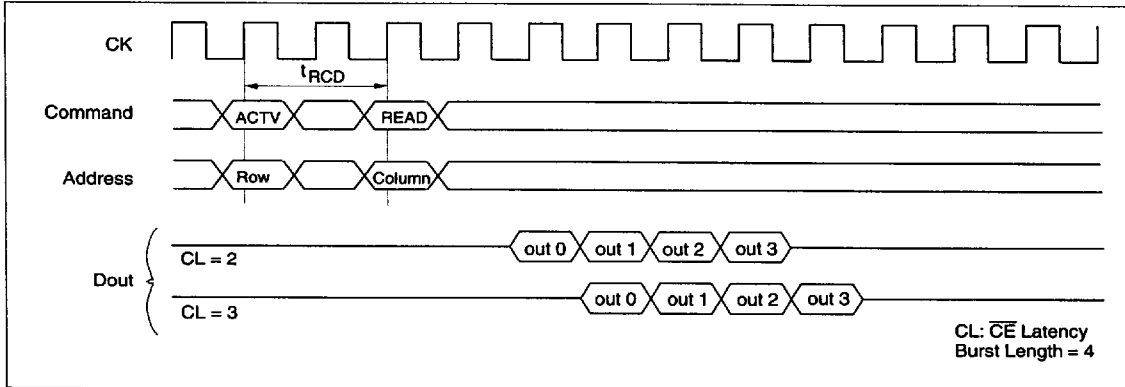 CK
tRCD
Command ACTV READ
Address Row Column
Dout
CL = 2 out 0 out 1 out 2 out 3
CL = 3 out 0 out 1 out 2 out 3
CL: C̅E̅ Latency
Burst Length = 4